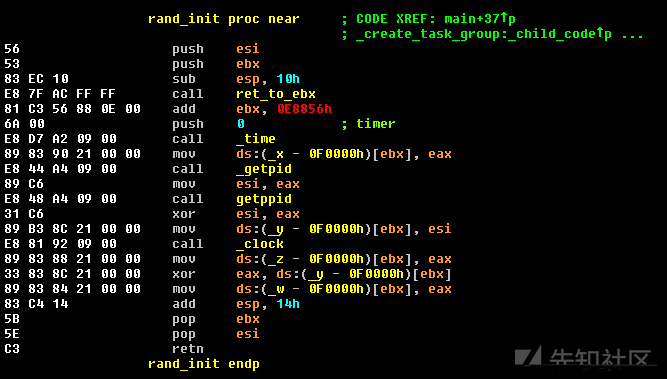 rand_init proc near ; CODE XREF: main+37↑p
; _create_task_group:_child_code↑p ...
56 push esi
53 push ebx
83 EC 10 sub esp, 10h
E8 7F AC FF FF call ret_to_ebx
81 C3 56 88 0E 00 add ebx, 0E8856h
6A 00 push 0 ; timer
E8 D7 A2 09 00 call _time
89 83 90 21 00 00 mov ds:(_x - 0F0000h)[ebx], eax
E8 44 A4 09 00 call _getpid
89 C6 mov esi, eax
E8 48 A4 09 00 call getppid
31 C6 xor esi, eax
89 B3 8C 21 00 00 mov ds:(_y - 0F0000h)[ebx], esi
E8 81 92 09 00 call _clock
89 83 88 21 00 00 mov ds:(_z - 0F0000h)[ebx], eax
33 83 8C 21 00 00 xor eax, ds:(_y - 0F0000h)[ebx]
89 83 84 21 00 00 mov ds:(_w - 0F0000h)[ebx], eax
83 C4 14 add esp, 14h
5B pop ebx
5E pop esi
C3 retn
rand_init endp
先知社区